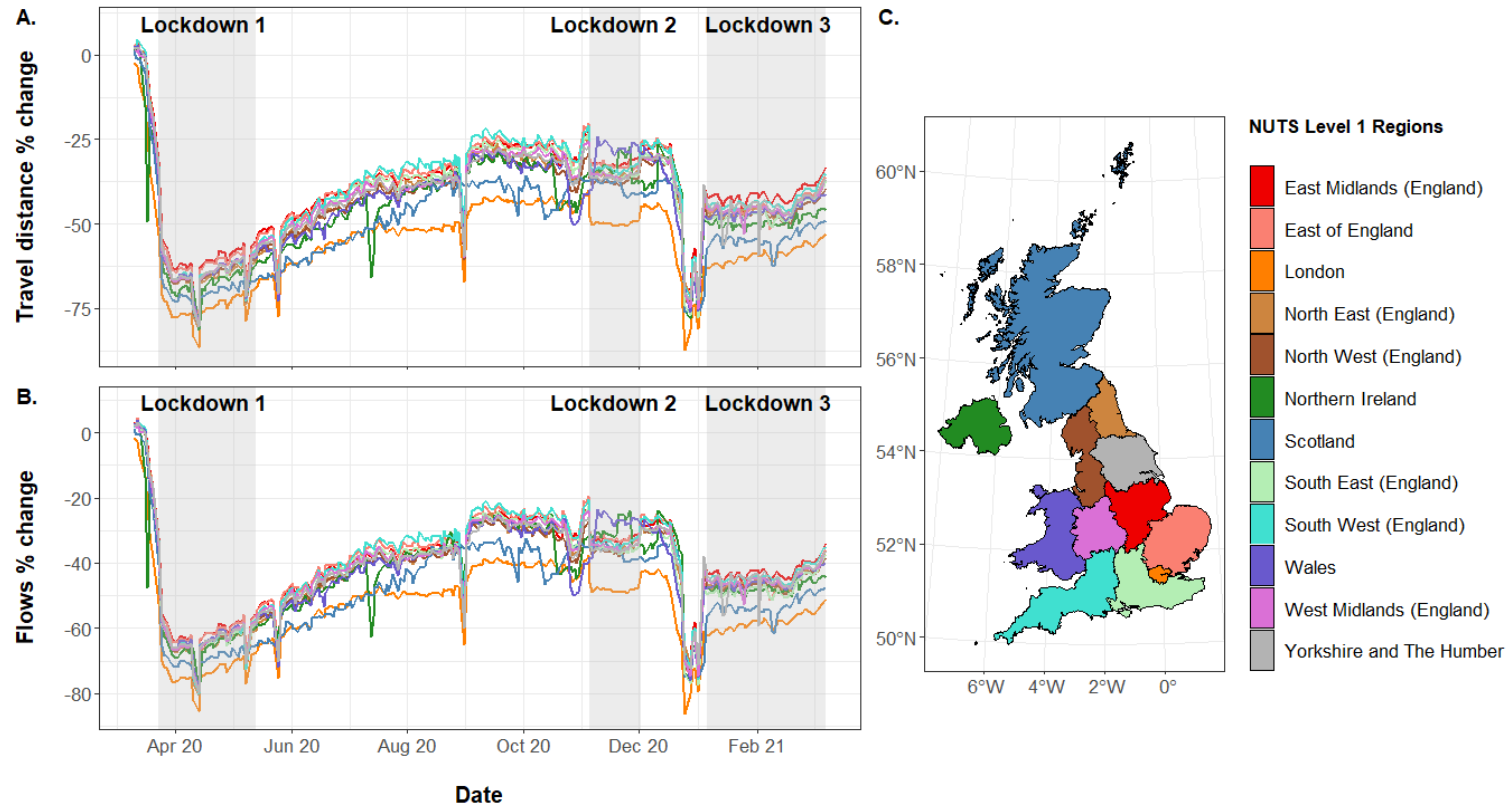 A.
Lockdown 1
Lockdown 2
Lockdown 3
Travel distance % change
0
-25
-50
-75
B.
Lockdown 1
Lockdown 2
Lockdown 3
Flows % change
0
-20
-40
-60
-80
Apr 20
Jun 20
Aug 20
Oct 20
Dec 20
Feb 21
Date
C.
60°N
58°N
56°N
54°N
52°N
50°N
6°W
4°W
2°W
0°
NUTS Level 1 Regions
East Midlands (England)
East of England
London
North East (England)
North West (England)
Northern Ireland
Scotland
South East (England)
South West (England)
Wales
West Midlands (England)
Yorkshire and The Humber